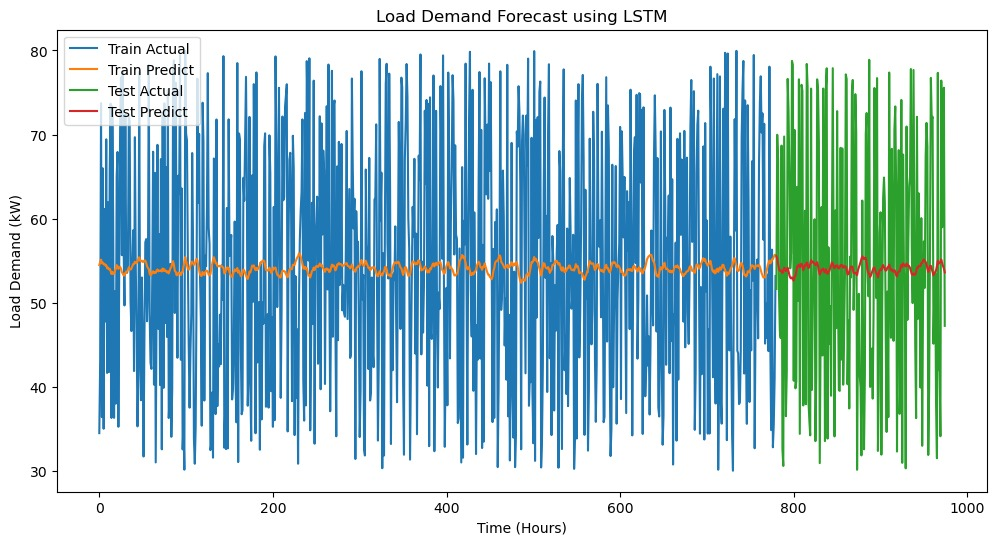 Load Demand Forecast using LSTM
Train Actual
Train Predict
Test Actual
Test Predict
80
70
60
50
40
30
Load Demand (kW)
0 200 400 600 800 1000
Time (Hours)